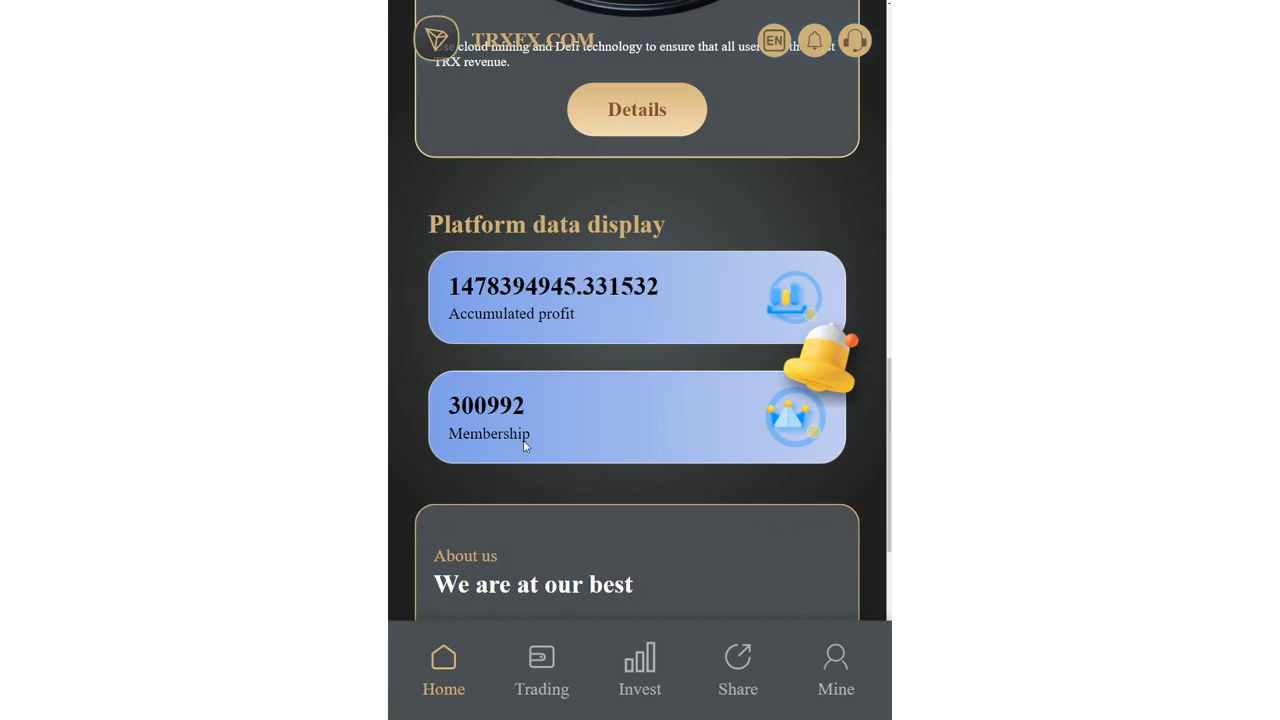 TRXFX.COM
EN
cloud mining and Defi technology to ensure that all user
TRX revenue.
Details
Platform data display
1478394945.331532
Accumulated profit
300992
Membership
About us
We are at our best
Home
Trading
Invest
Share
Mine